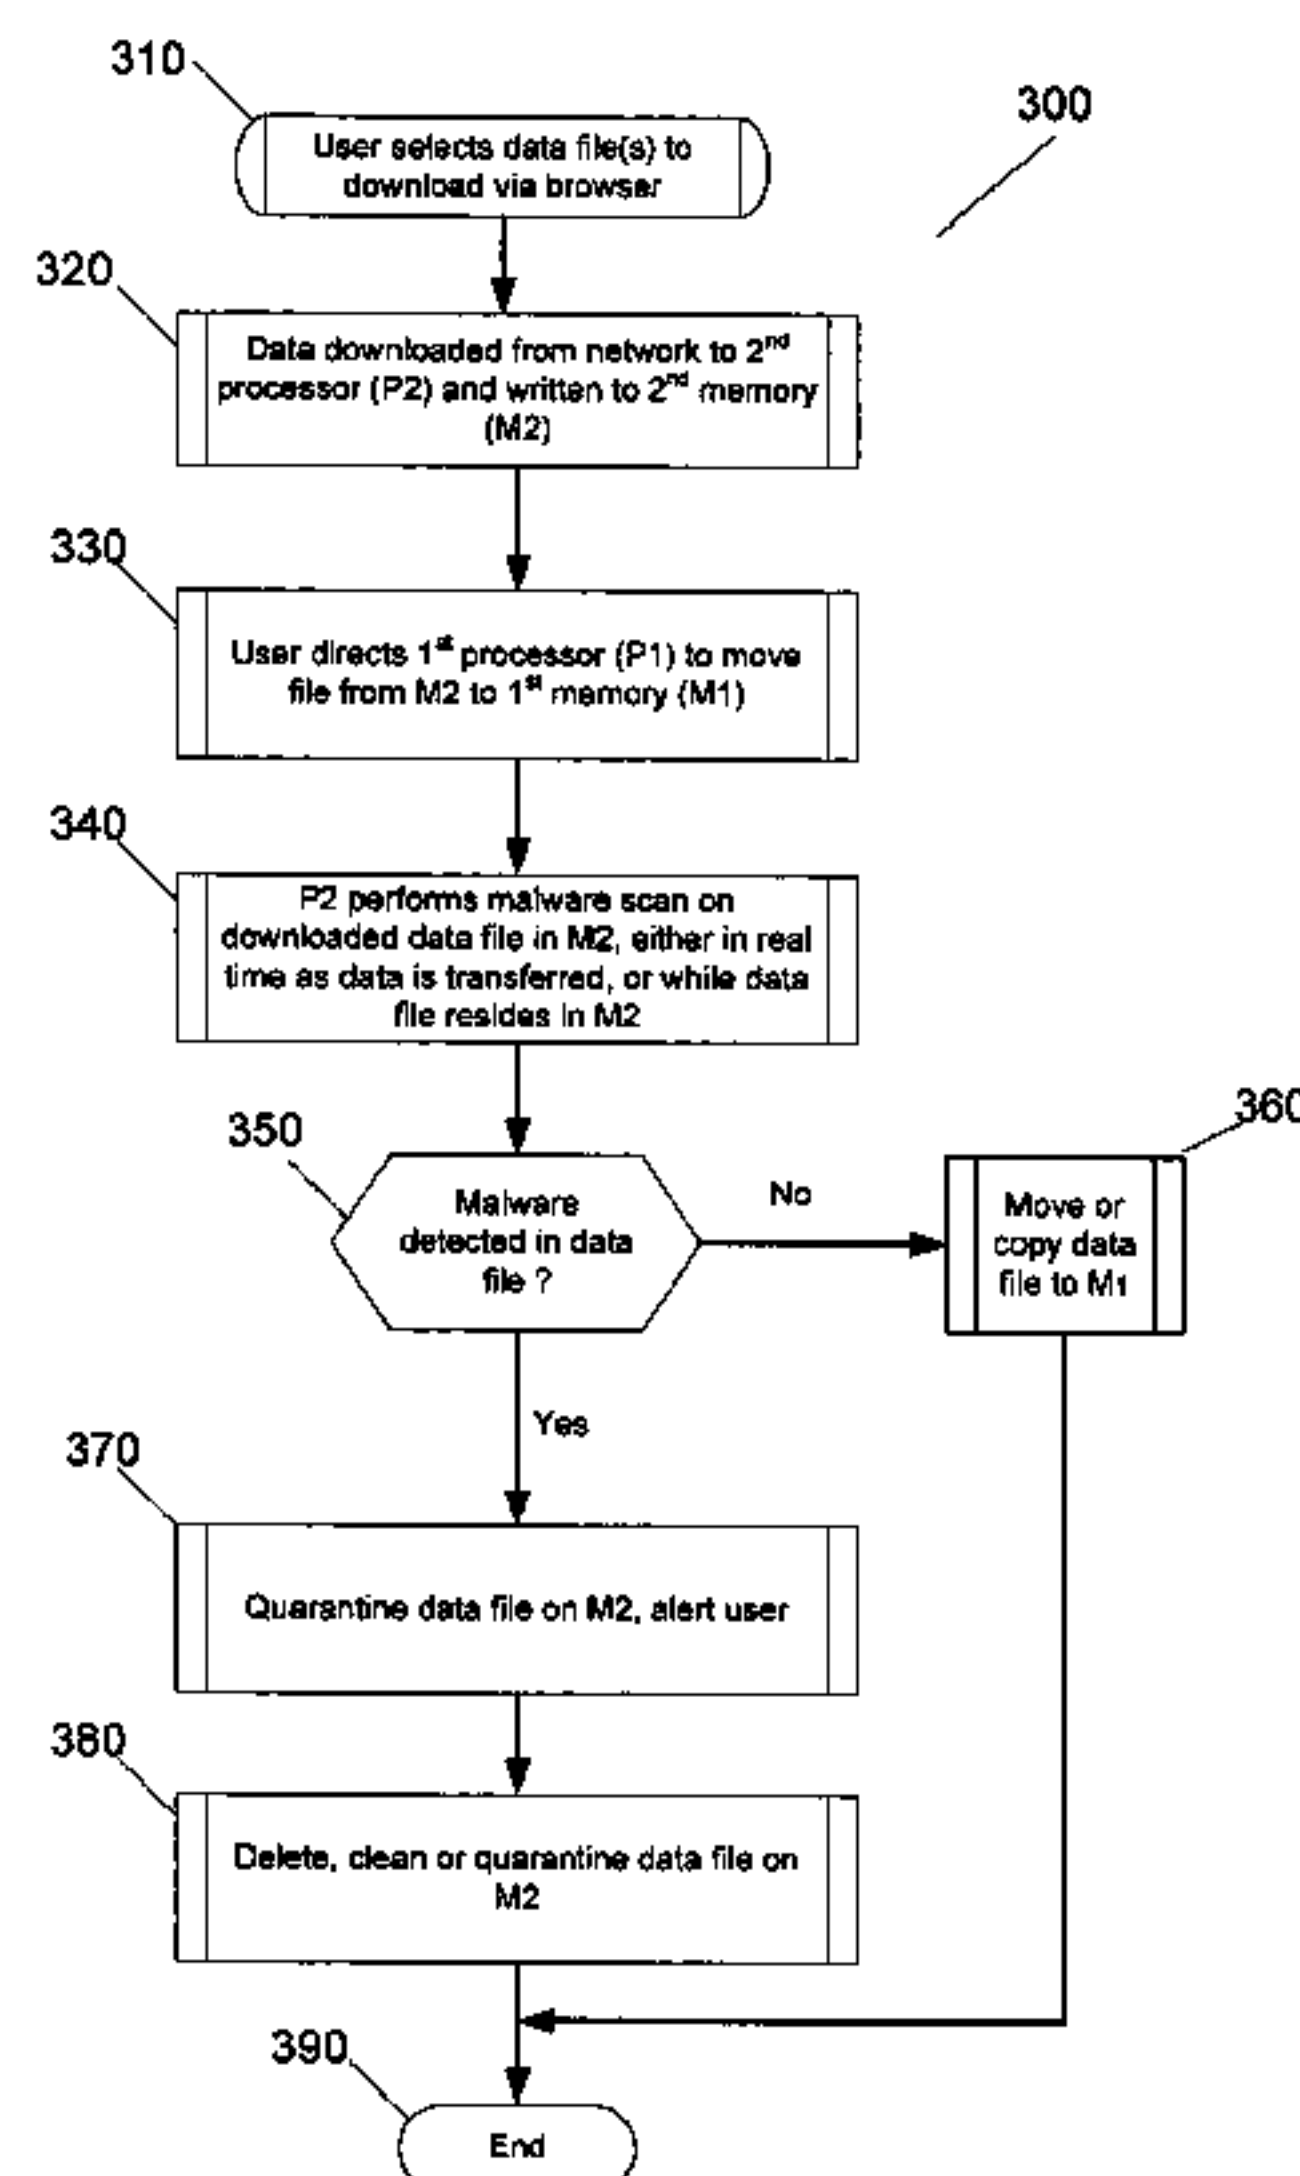 310
300
User selects data file(s) to
download via browser
320
Data downloaded from network to 2nd
processor (P2) and written to 2nd memory
(M2)
330
User directs 1st processor (P1) to move
file from M2 to 1st memory (M1)
340
P2 performs malware scan on
downloaded data file in M2, either in real
time as data is transferred, or while data
file resides in M2
350
360
Malware
detected in data
file ?
No
Move or
copy data
file to M1
Yes
370
Quarantine data file on M2, alert user
380
Delete, clean or quarantine data file on
M2
390
End